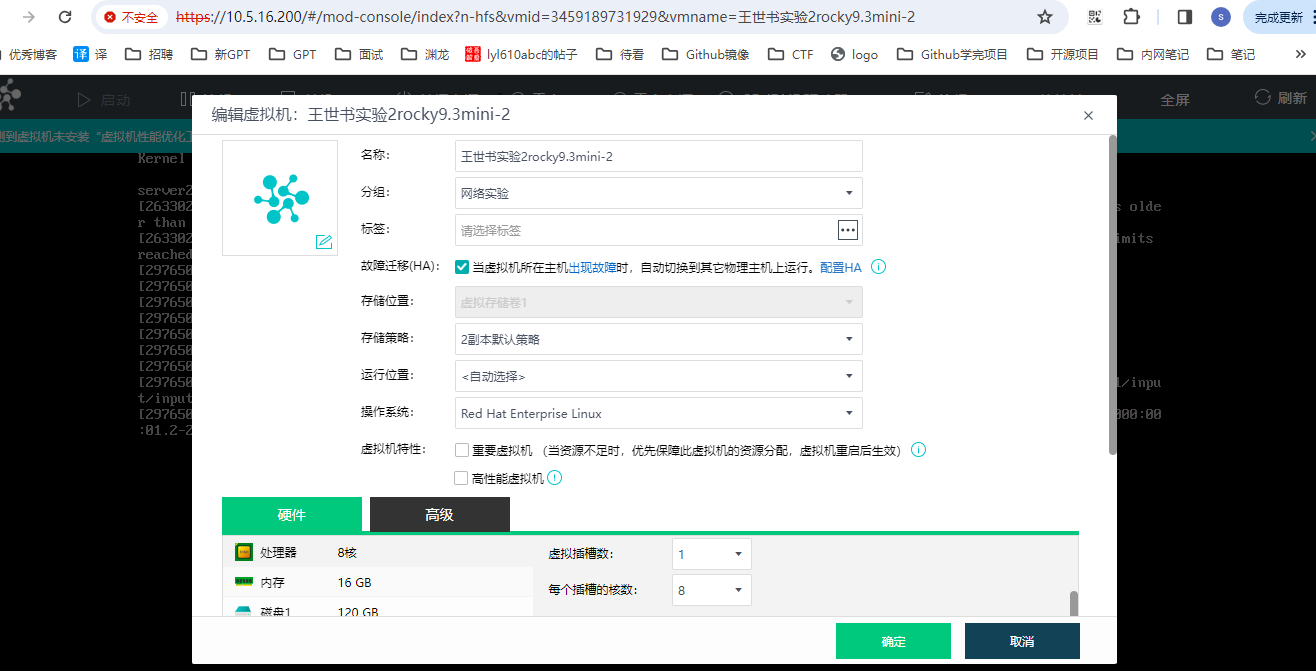 不安全 https://10.5.16.200/#/mod-console/index?n-hfs&vmid=3459189731929&vmname=王世书实验2rocky9.3mini-2 S 完成更新
优秀博客 译 译 招聘 新GPT GPT 面试 渊龙 lyl610abc的帖子 待看 Github镜像 CTF logo Github学完项目 开源项目 内网笔记 笔记 »
启动 全屏 刷新
测到虚拟机未安装“虚拟机性能优化工
编辑虚拟机：王世书实验2rocky9.3mini-2
Kernel
server2
[263302 s olde
r than
[263302 imits
reached
[297650
[297650
[297650
[297650
[297650
[297650
[297650
[297650 1/inpu
t/input
[297650 000:00
:01.2-2
名称： 王世书实验2rocky9.3mini-2
分组： 网络实验
标签： 请选择标签
故障迁移(HA)： 当虚拟机所在主机出现故障时，自动切换到其它物理主机上运行。配置HA
存储位置： 虚拟存储卷1
存储策略： 2副本默认策略
运行位置： <自动选择>
操作系统： Red Hat Enterprise Linux
虚拟机特性： 重要虚拟机 （当资源不足时，优先保障此虚拟机的资源分配，虚拟机重启后生效）
高性能虚拟机
硬件 高级
处理器 8核 虚拟插槽数： 1
内存 16 GB 每个插槽的核数： 8
磁盘1 120 GB
确定 取消